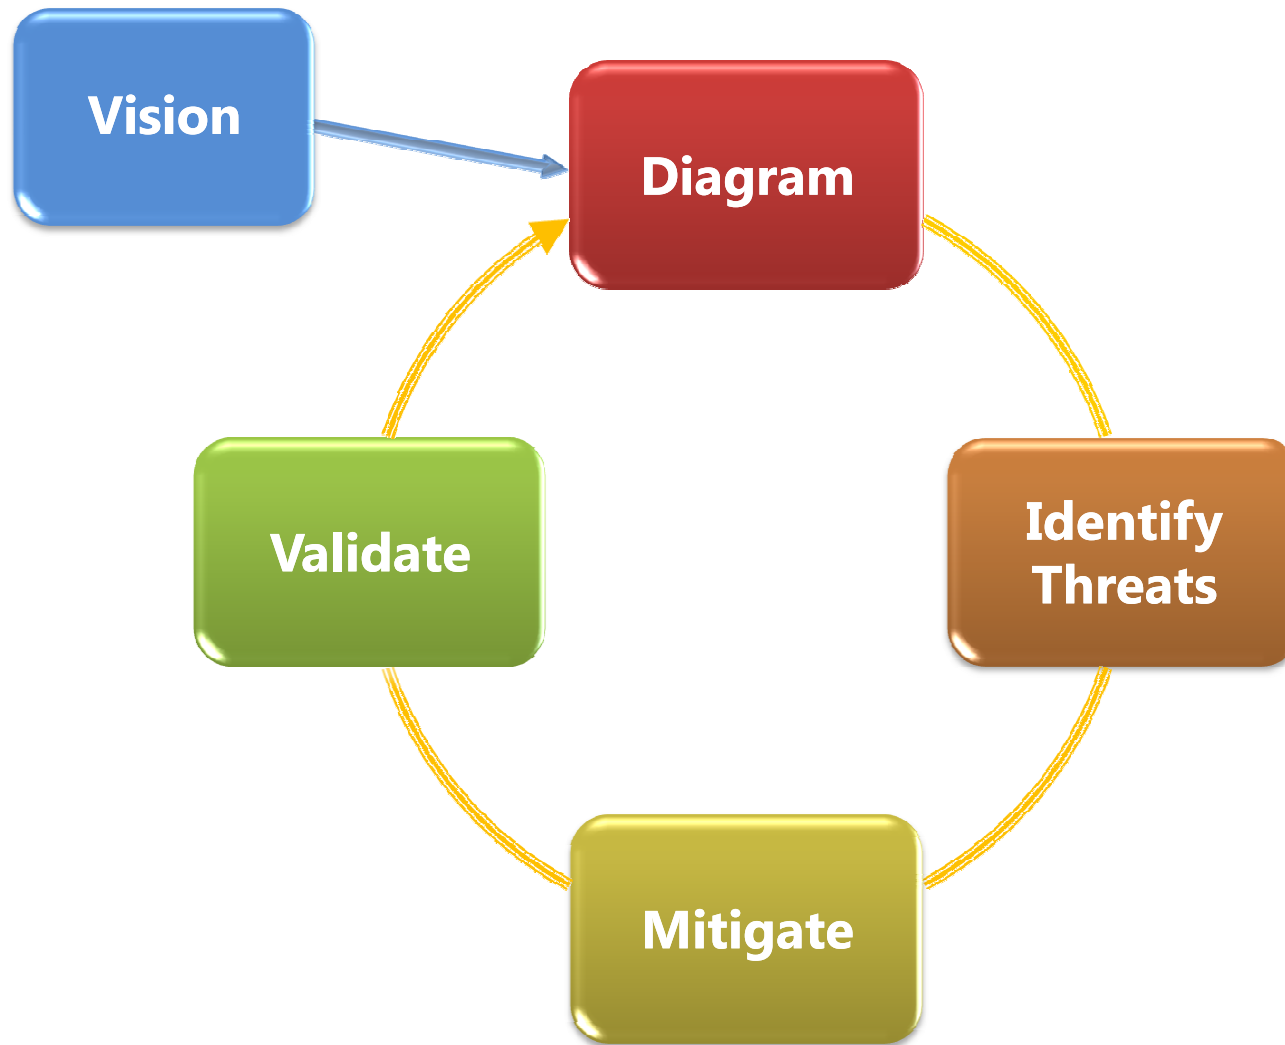 Vision
Diagram
Identify
Threats
Mitigate
Validate